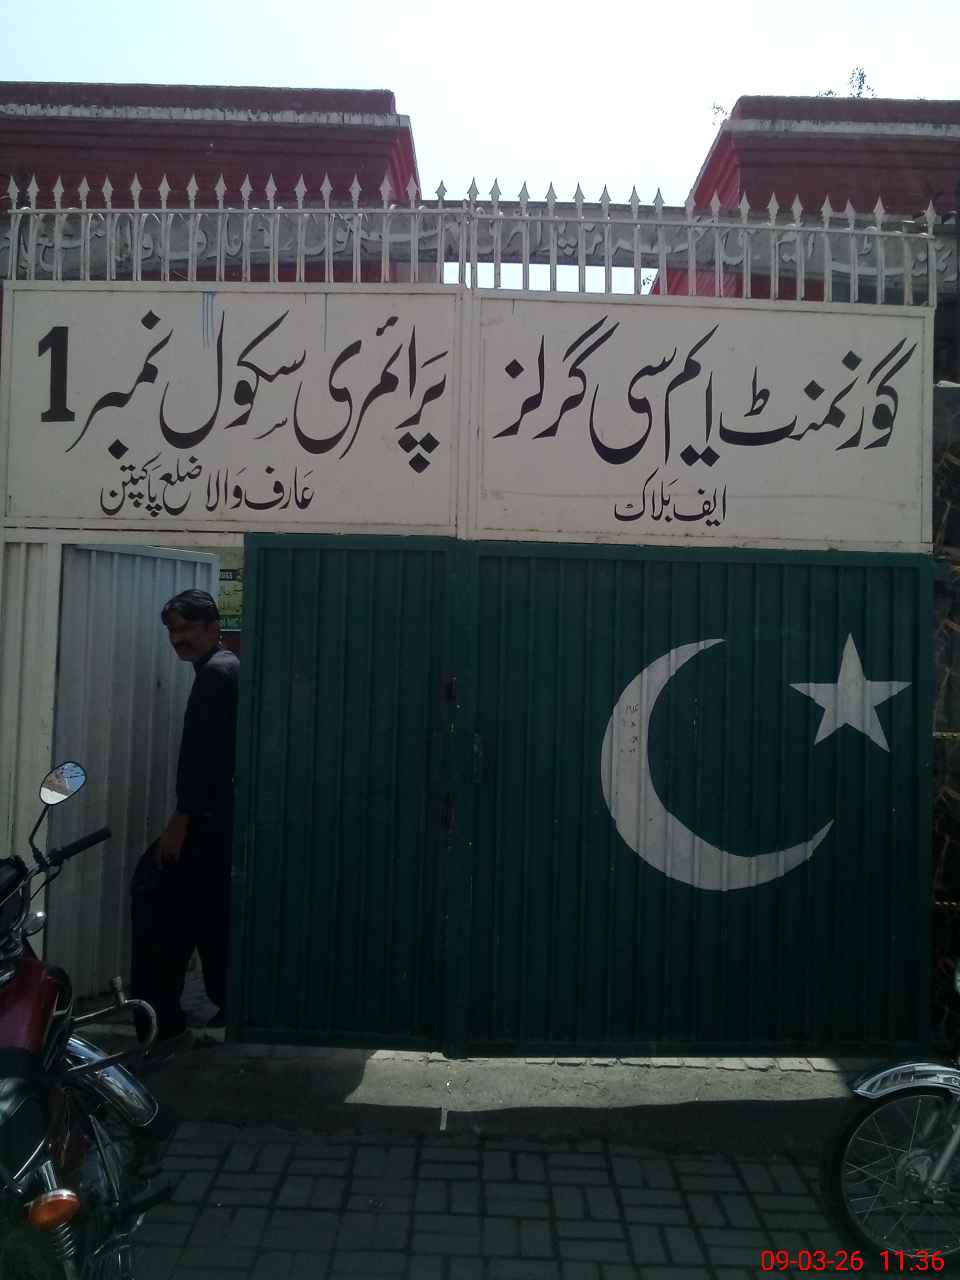 گورنمنٹ ایم سی گرلز پرائمری سکول نمبر 1
ایف بلاک عارف والا ضلع پاکپتن
09-03-26 11:36